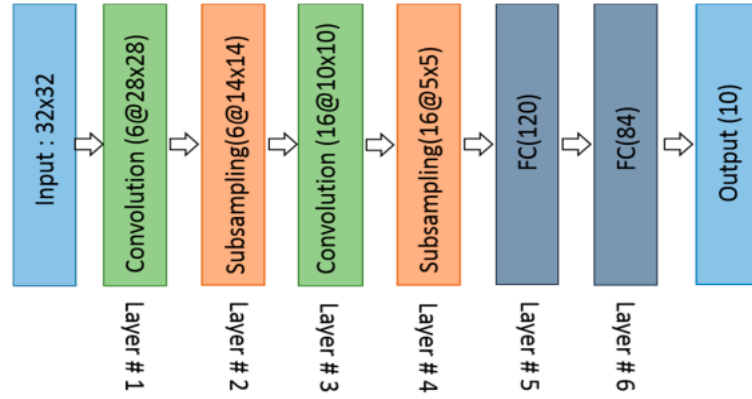 Input : 32x32
Convolution (6@28x28)
Subsampling(6@14x14)
Convolution (16@10x10)
Subsampling(16@5x5)
FC(120)
FC(84)
Output (10)
Layer # 1
Layer # 2
Layer # 3
Layer # 4
Layer # 5
Layer # 6